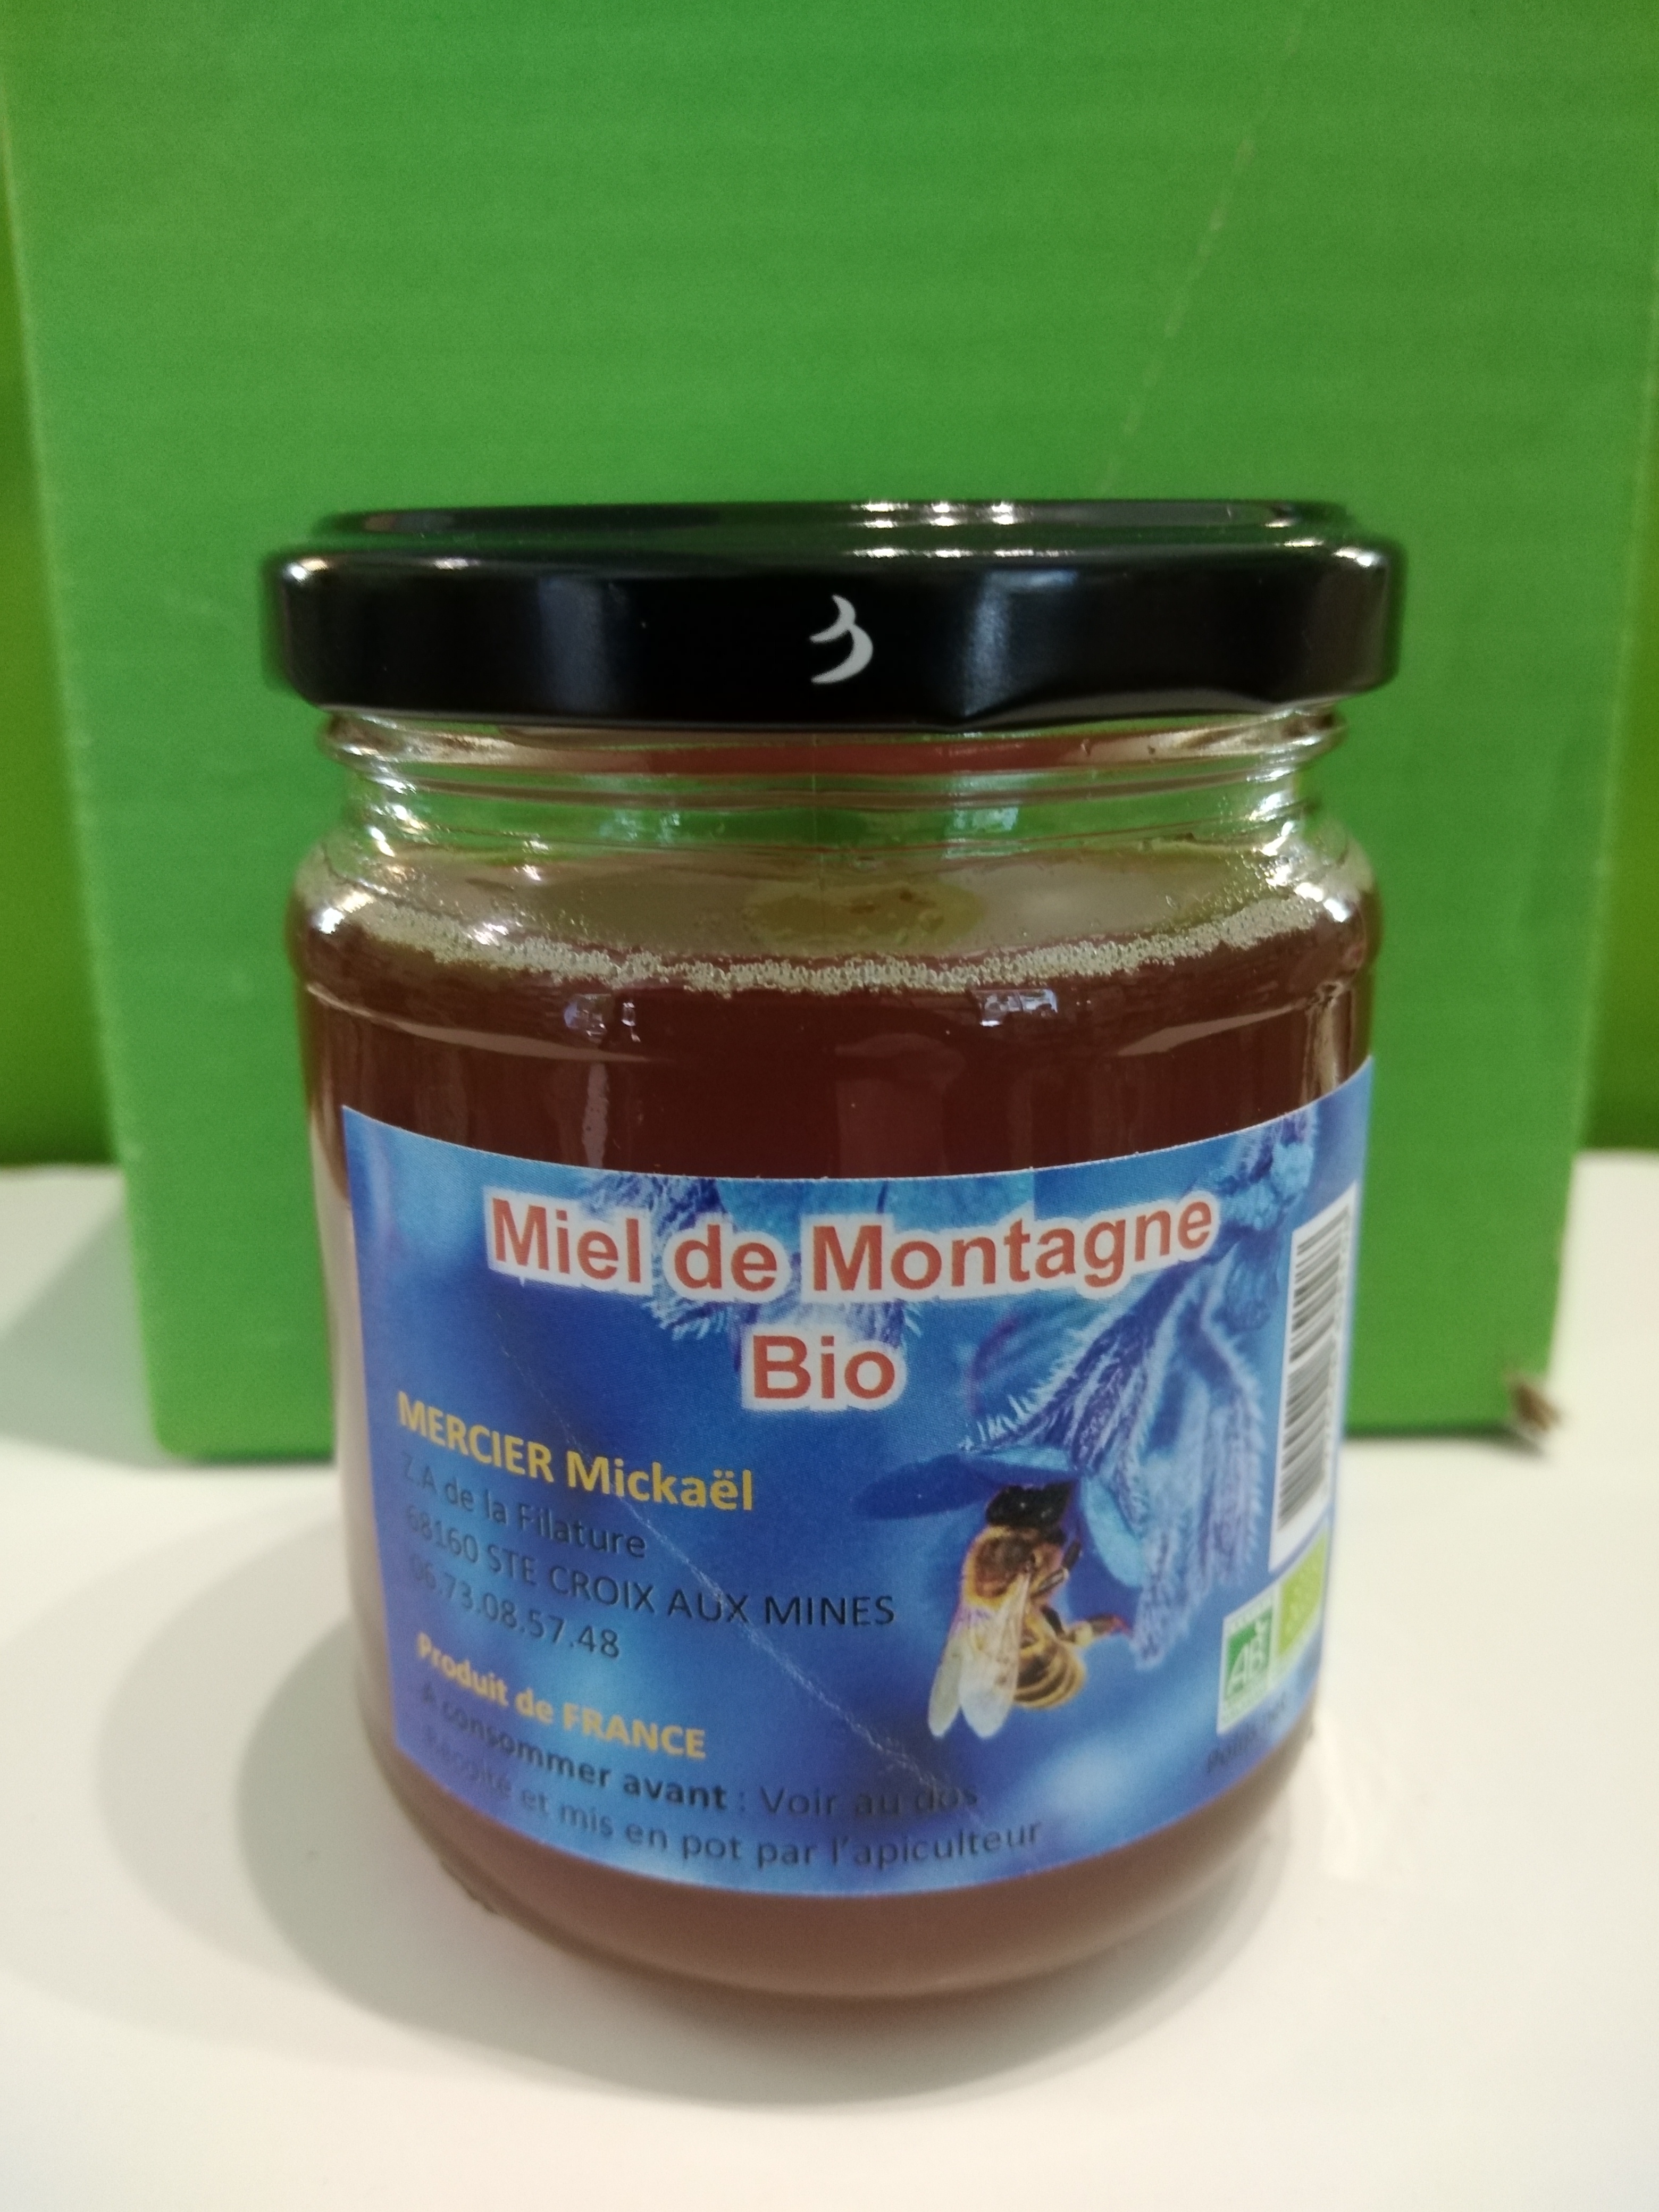 Miel de Montagne
Bio
MERCIER Mickaël
Z.A de la Filature
68160 STE CROIX AUX MINES
06.73.08.57.48
Produit de FRANCE
A consommer avant : Voir au dos
Récolté et mis en pot par l'apiculteur
AB